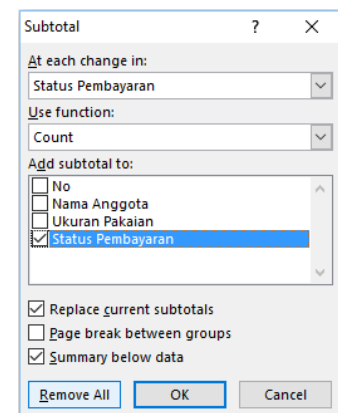 Subtotal ? ×
At each change in:
Status Pembayaran
Use function:
Count
Add subtotal to:
No
Nama Anggota
Ukuran Pakaian
Status Pembayaran
Replace current subtotals
Page break between groups
Summary below data
Remove All OK Cancel